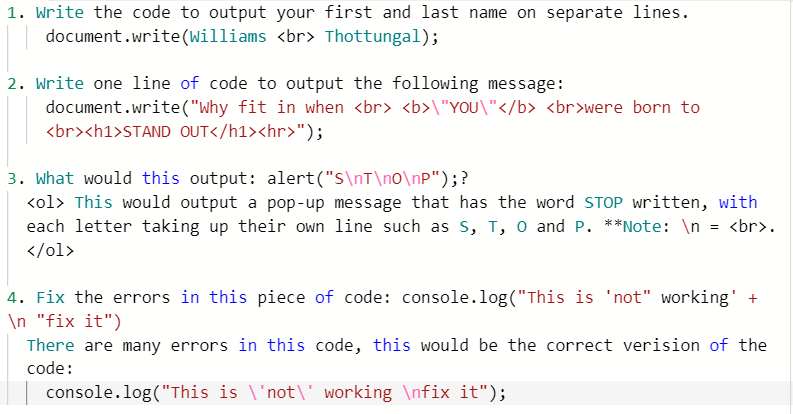 1. Write the code to output your first and last name on separate lines.
document.write(Williams <br> Thottungal);
2. Write one line of code to output the following message:
document.write("Why fit in when <br> <b>\"YOU\"</b> <br>were born to
<br><h1>STAND OUT</h1><hr>");
3. What would this output: alert("S\nT\nO\nP");?
<ol> This would output a pop-up message that has the word STOP written, with
each letter taking up their own line such as S, T, O and P. **Note: \n = <br>.
</ol>
4. Fix the errors in this piece of code: console.log("This is 'not" working' +
\n "fix it")
There are many errors in this code, this would be the correct verision of the
code:
console.log("This is \'not\' working \nfix it");